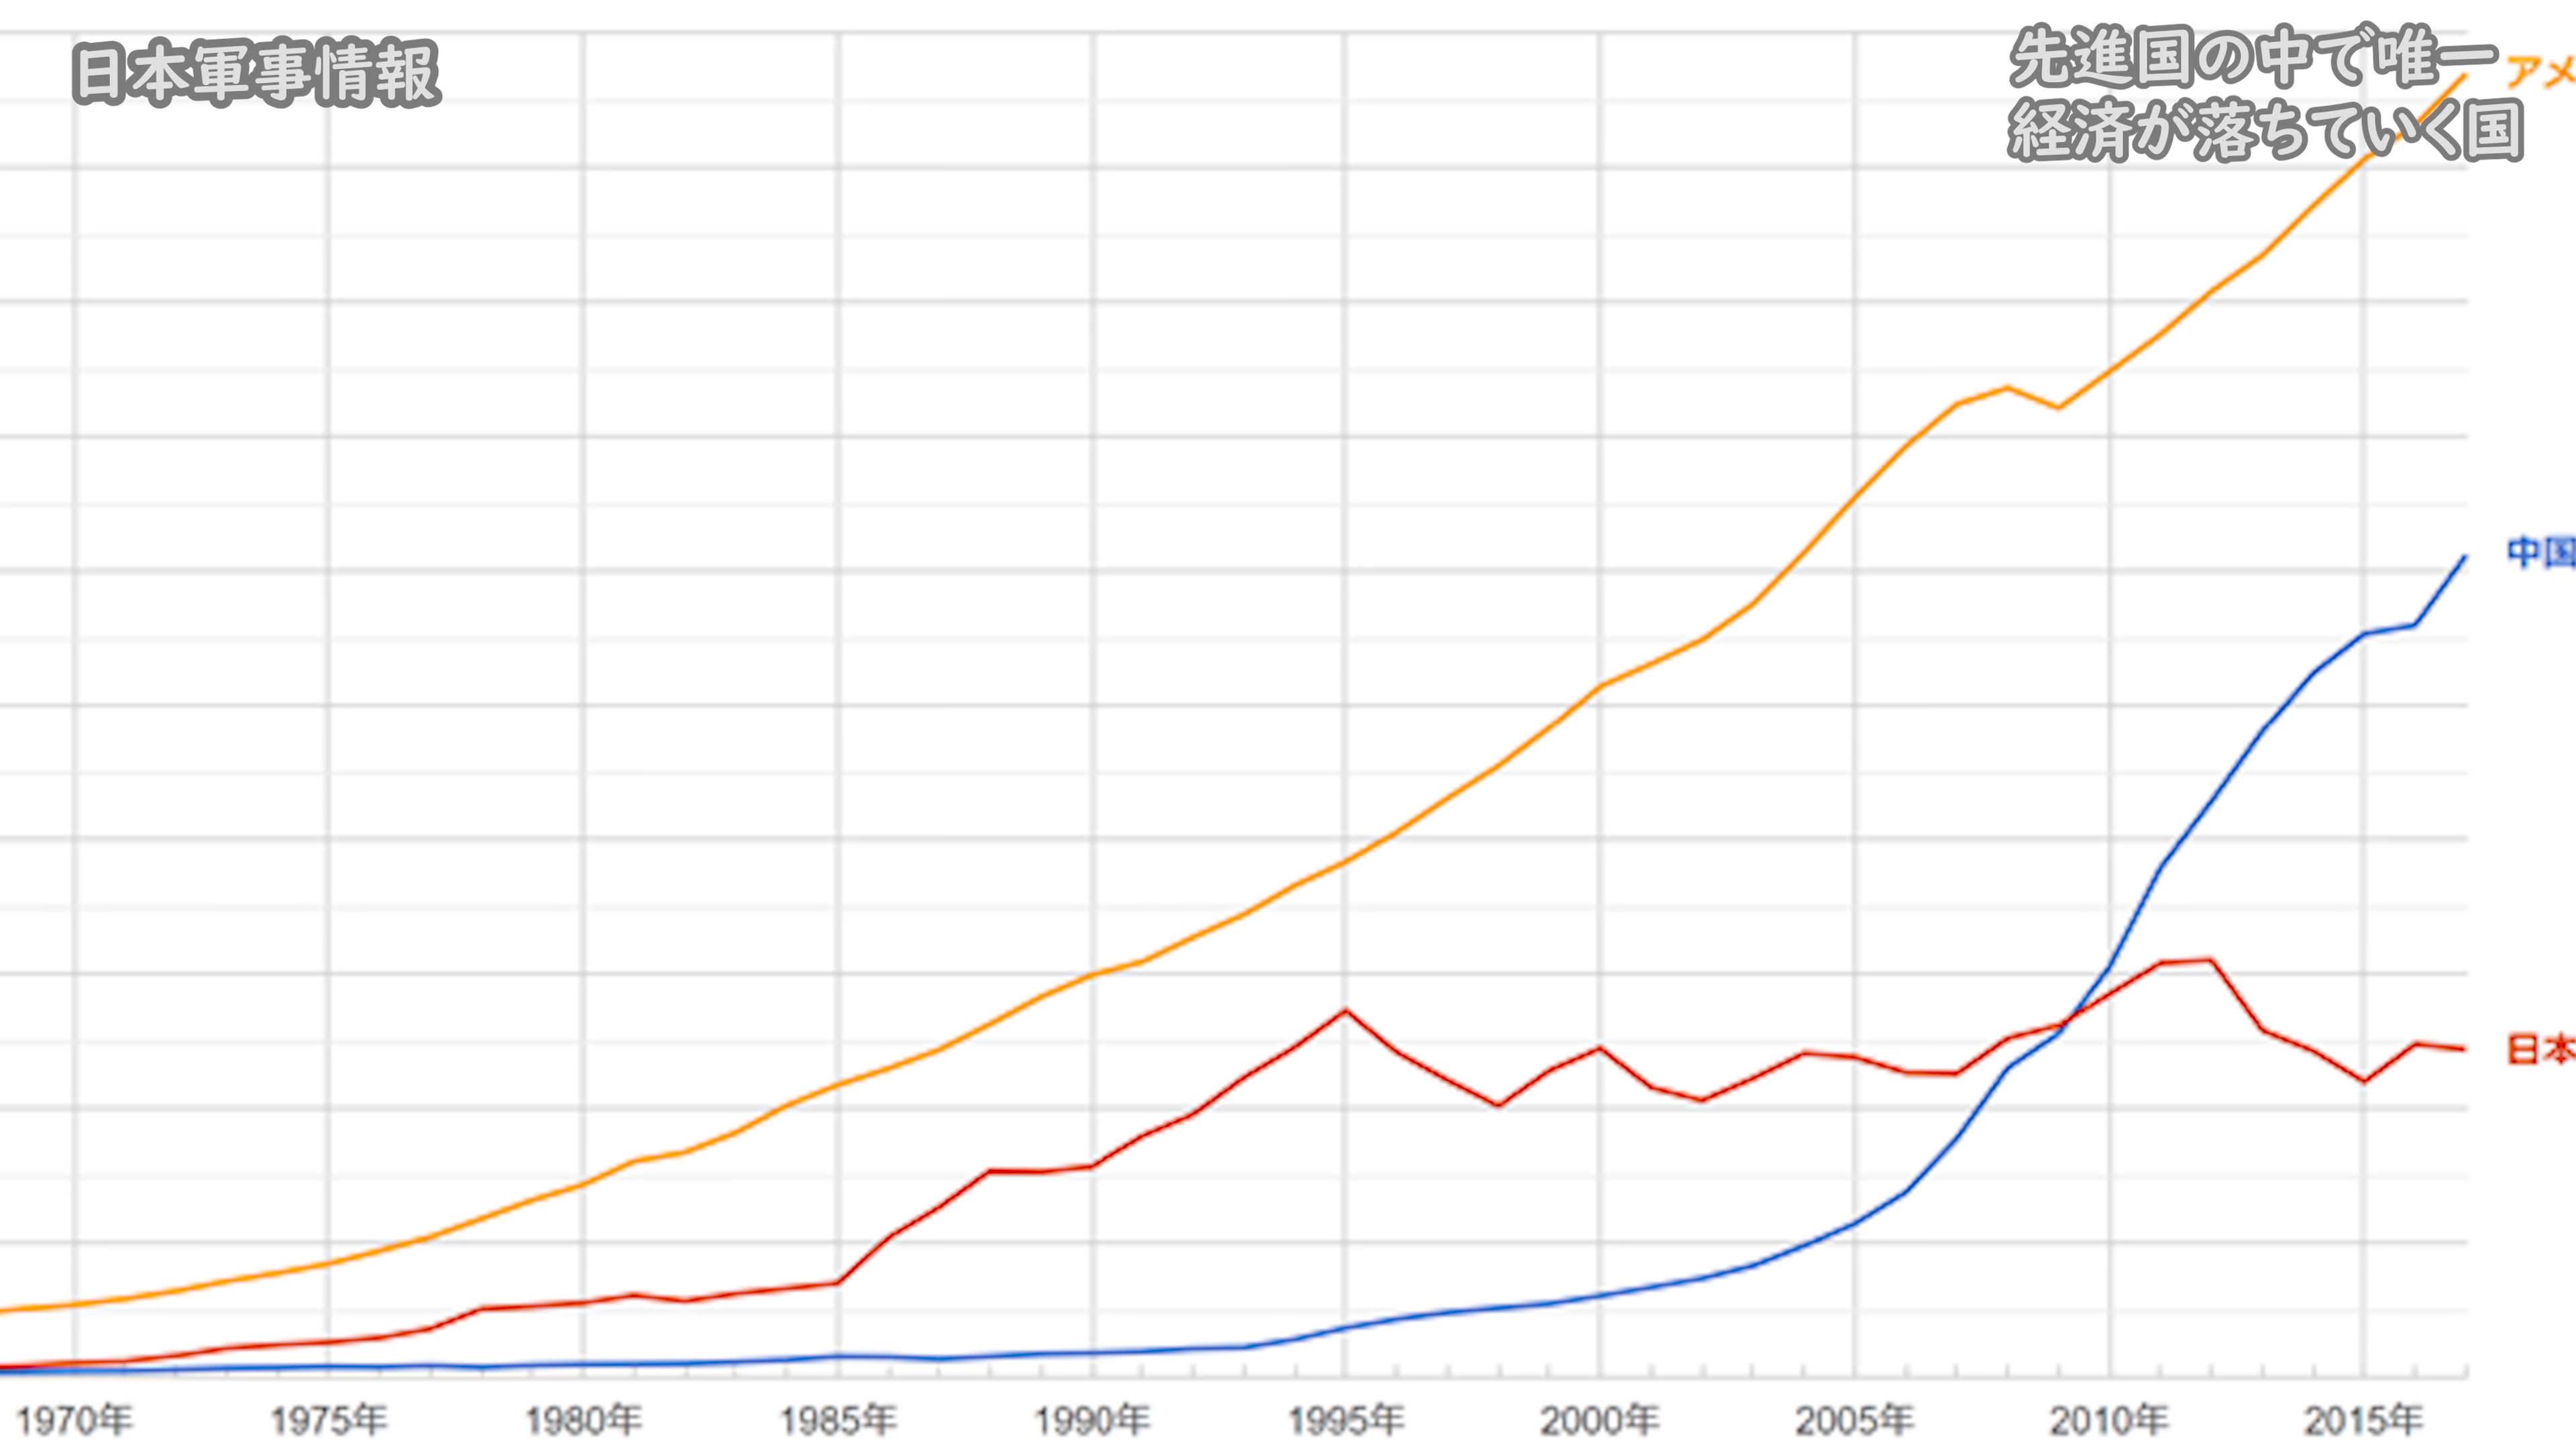 日本軍事情報
先進国の中で唯一
経済が落ちていく国
アメ
中国
日本
1970年
1975年
1980年
1985年
1990年
1995年
2000年
2005年
2010年
2015年